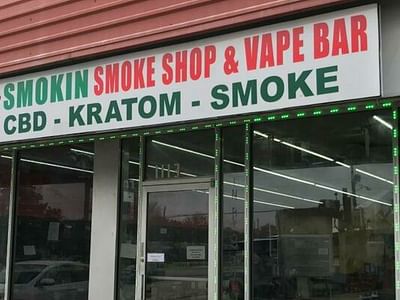 SMOKIN SMOKE SHOP & VAPE BAR
CBD - KRATOM - SMOKE